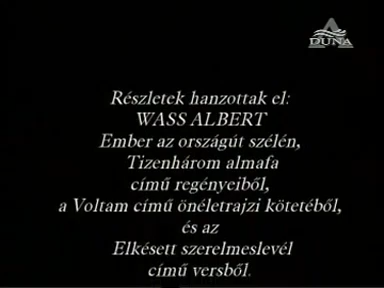 DUNA
Részletek hanzottak el:
WASS ALBERT
Ember az országút szélén,
Tizenhárom almafa
című regényeiből,
a Voltam című önéletrajzi kötetéből,
és az
Elkésett szerelmeslevél
című versből.